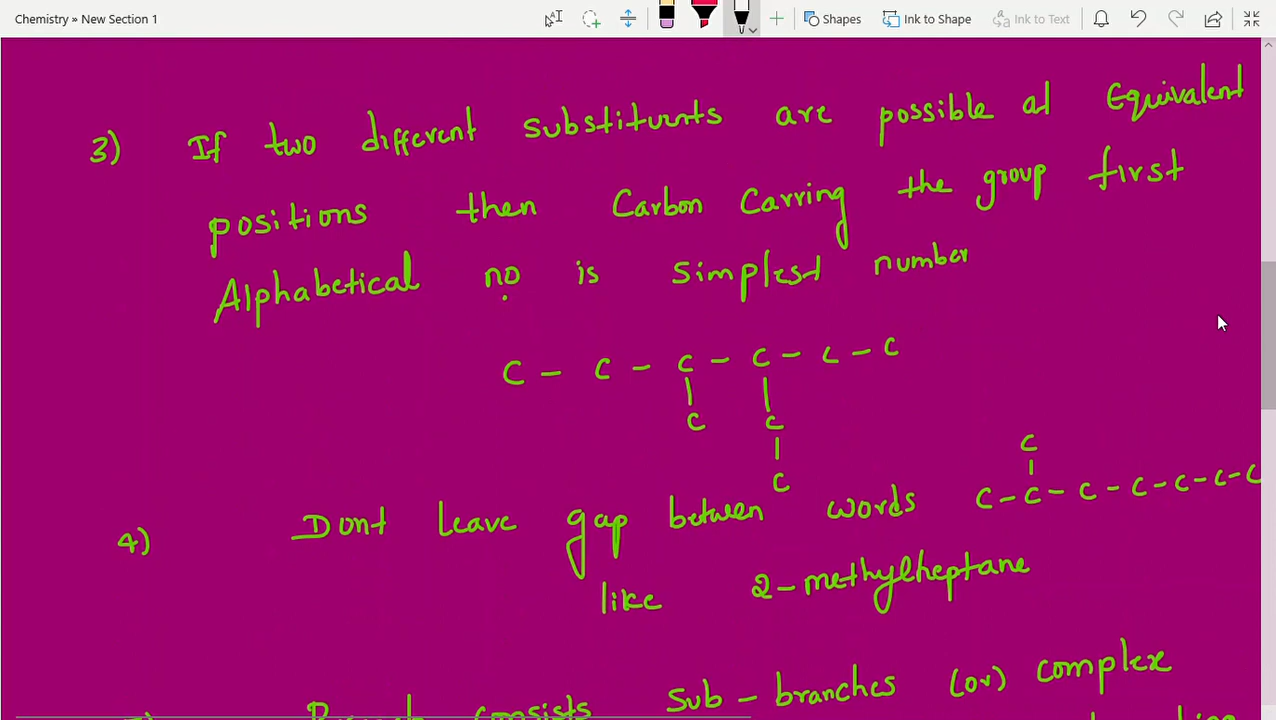 Chemistry » New Section 1
Shapes
Ink to Shape
Ink to Text
3) If two different substituents are possible at Equivalent
positions then Carbon Carring the group first
Alphabetical no is simplest number
C - C - C - C - C - C
C C
C
C
4) Dont leave gap between words C - C - C - C - C - C - C
like 2-methylheptane
consists Sub-branches (or) complex